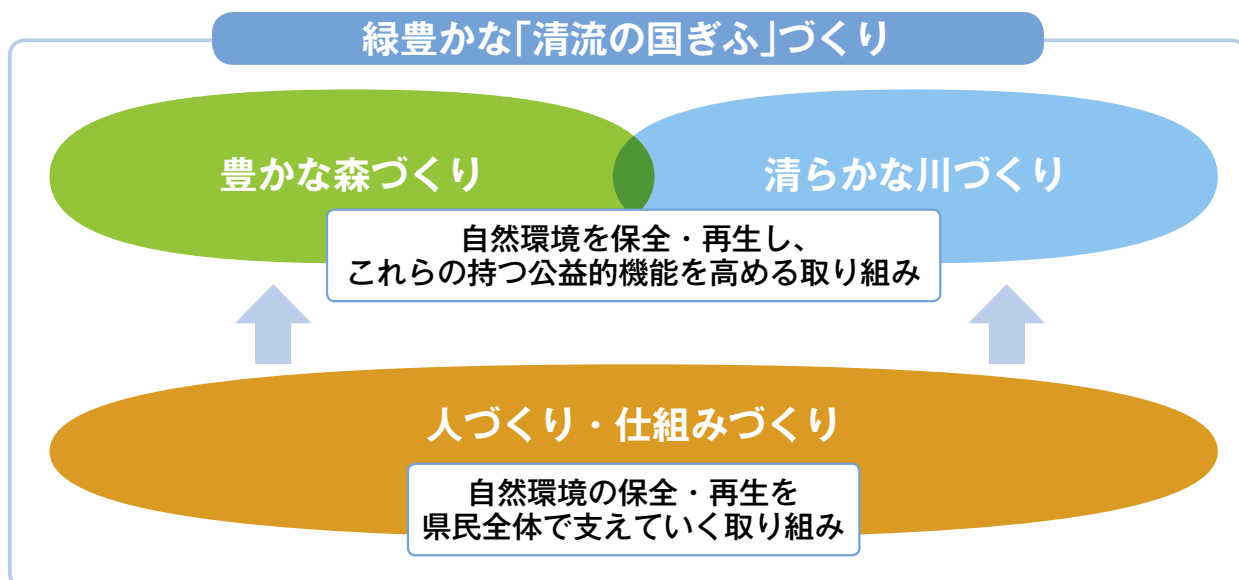 緑豊かな「清流の国ぎふ」づくり
豊かな森づくり
清らかな川づくり
自然環境を保全・再生し、
これらの持つ公益的機能を高める取り組み
人づくり・仕組みづくり
自然環境の保全・再生を
県民全体で支えていく取り組み